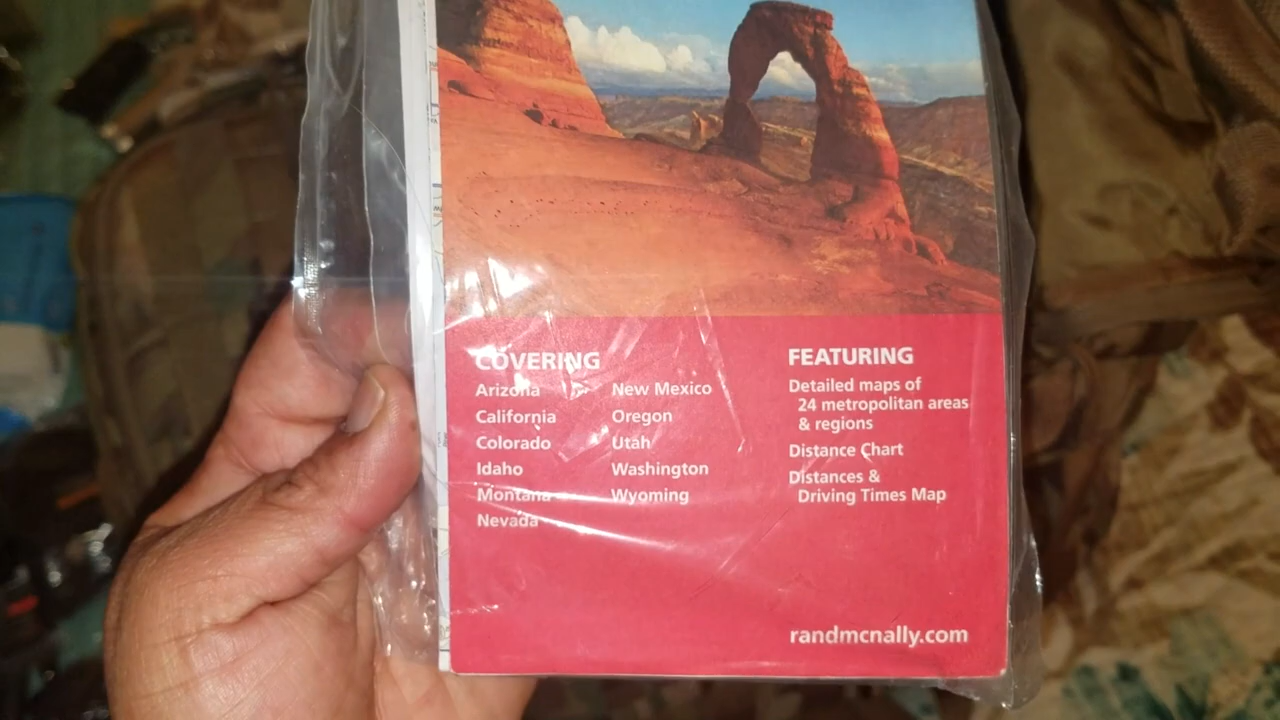 COVERING
Arizona
California
Colorado
Idaho
Montana
Nevada
New Mexico
Oregon
Utah
Washington
Wyoming
FEATURING
Detailed maps of
24 metropolitan areas
& regions
Distance Chart
Distances &
Driving Times Map
randmcnally.com